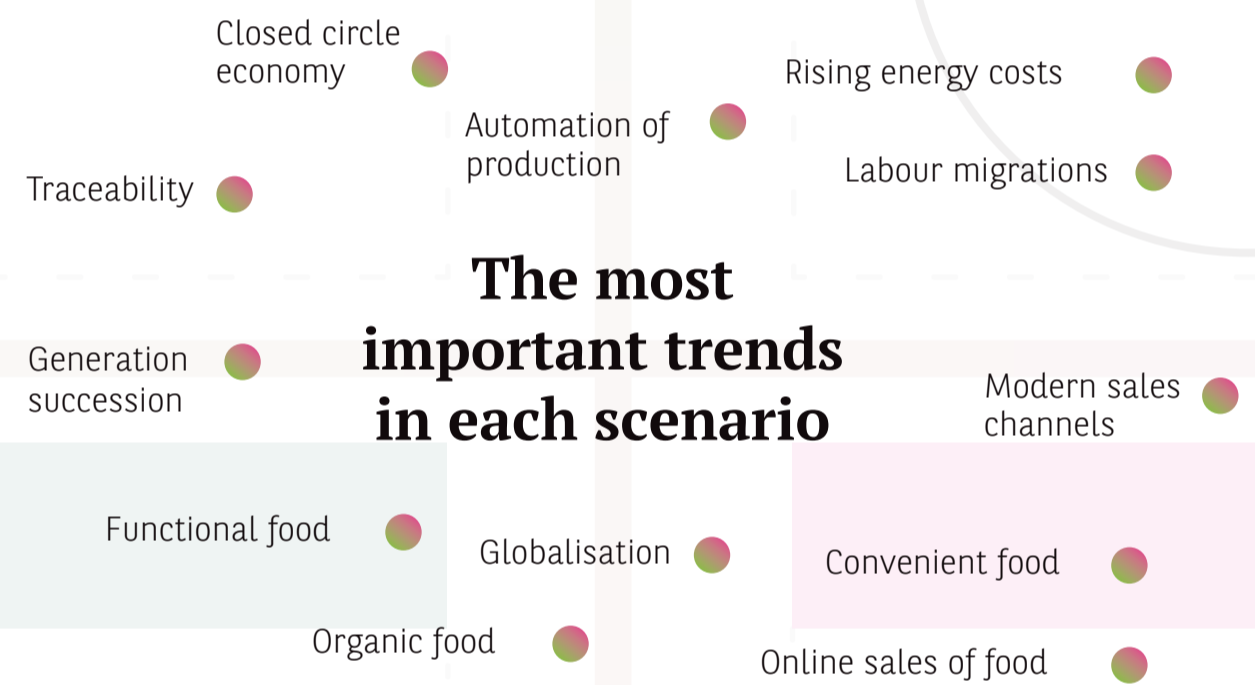 Closed circle
economy
Rising energy costs
Automation of
production
Labour migrations
Traceability
The most
important trends
in each scenario
Generation
succession
Modern sales
channels
Functional food
Globalisation
Convenient food
Organic food
Online sales of food